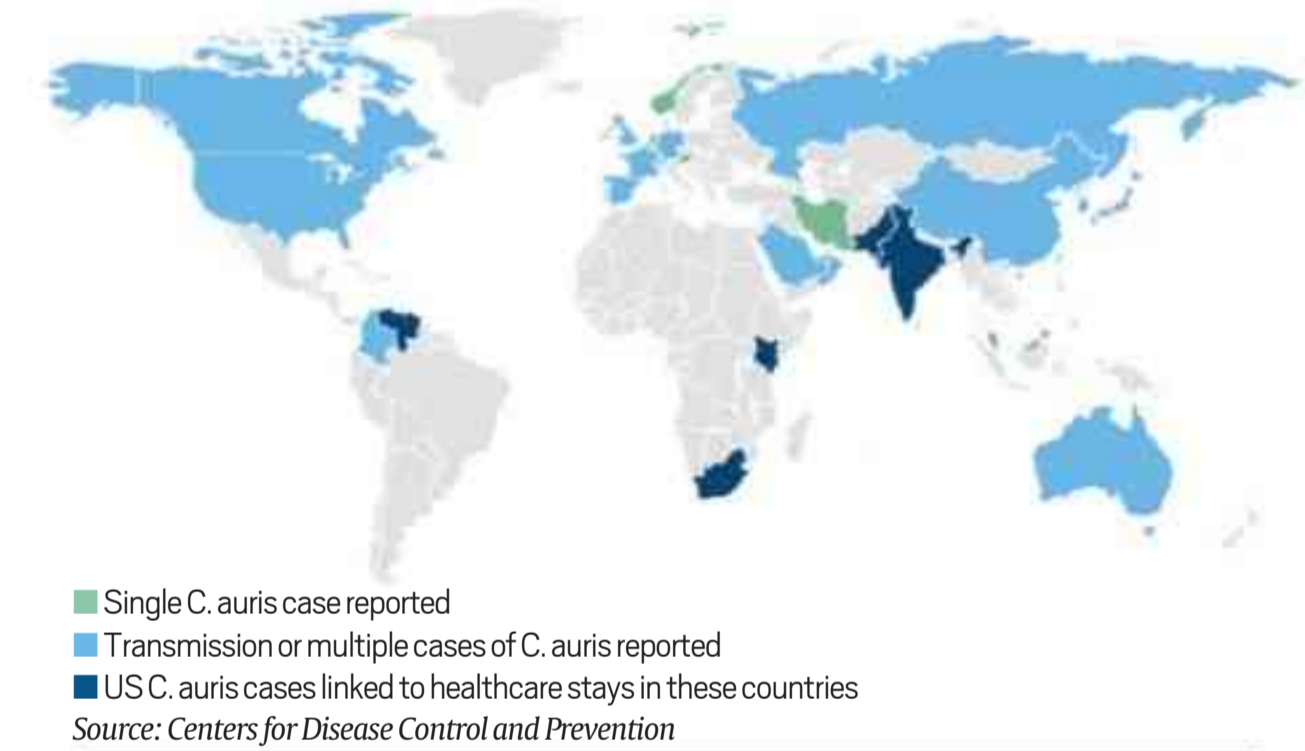 Single C. auris case reported
Transmission or multiple cases of C. auris reported
US C. auris cases linked to healthcare stays in these countries
Source: Centers for Disease Control and Prevention